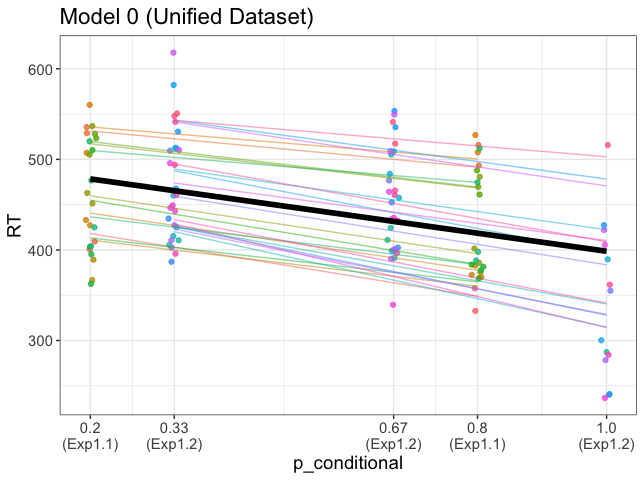 Model 0 (Unified Dataset)
RT
600
500
400
300
0.2 0.33 0.67 0.8 1.0
(Exp1.1) (Exp1.2) (Exp1.2) (Exp1.1) (Exp1.2)
p_conditional